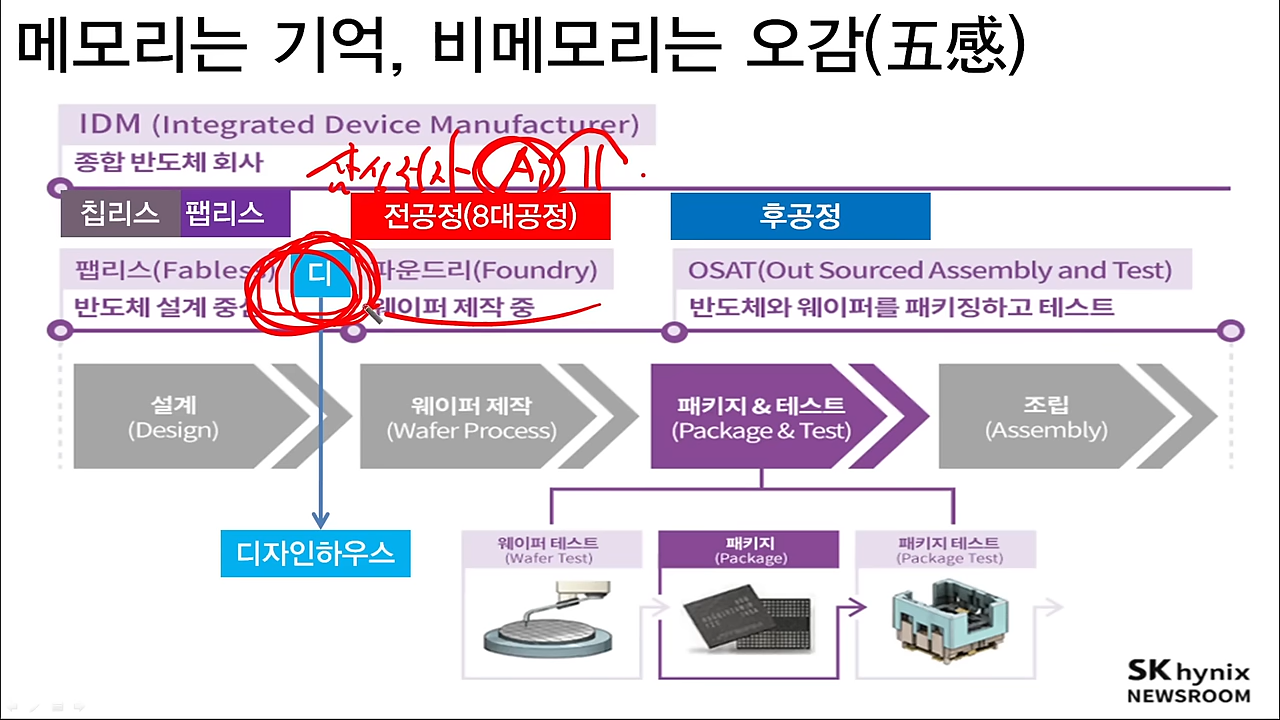 메모리는 기억, 비메모리는 오감(五感)
IDM (Integrated Device Manufacturer)
종합 반도체 회사
삼성전사
칩리스 팹리스 전공정(8대공정) 후공정
팹리스(Fabless) 디 파운드리(Foundry) OSAT(Out Sourced Assembly and Test)
반도체 설계 중심 웨이퍼 제작 중 반도체와 웨이퍼를 패키징하고 테스트
설계 웨이퍼 제작 패키지 & 테스트 조립
(Design) (Wafer Process) (Package & Test) (Assembly)
디자인하우스
웨이퍼 테스트 패키지 패키지 테스트
(Wafer Test) (Package) (Package Test)
SK hynix
NEWSROOM